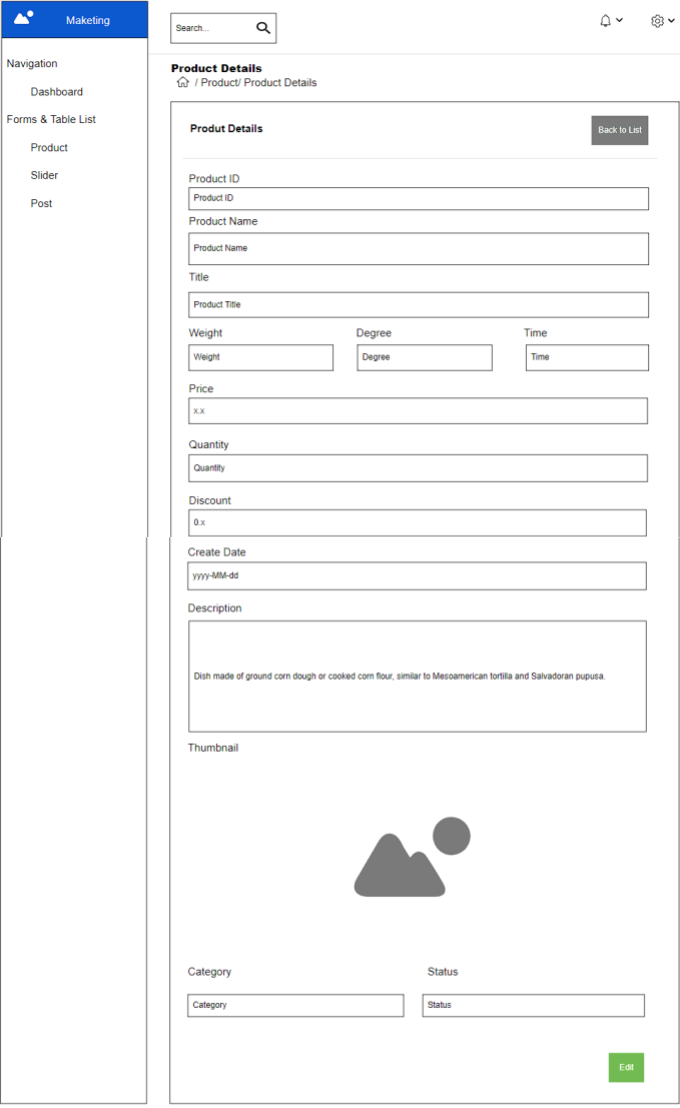 Maketing
Search...
Navigation
Dashboard
Forms & Table List
Product
Slider
Post
Product Details
/ Product/ Product Details
Produt Details
Back to List
Product ID
Product ID
Product Name
Product Name
Title
Product Title
Weight Degree Time
Weight Degree Time
Price
x.x
Quantity
Quantity
Discount
0.x
Create Date
yyyy-MM-dd
Description
Dish made of ground corn dough or cooked corn flour, similar to Mesoamerican tortilla and Salvadoran pupusa.
Thumbnail
Category Status
Category Status
Edit